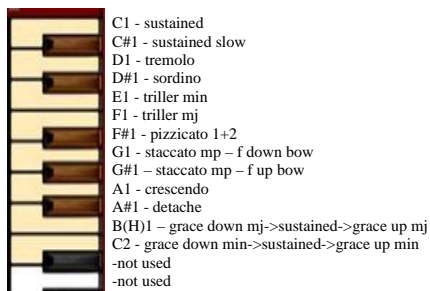 C1 - sustained
C#1 - sustained slow
D1 - tremolo
D#1 - sordino
E1 - triller min
F1 - triller mj
F#1 - pizzicato 1+2
G1 - staccato mp – f down bow
G#1 – staccato mp – f up bow
A1 - crescendo
A#1 - detache
B(H)1 – grace down mj->sustained->grace up mj
C2 - grace down min->sustained->grace up min
-not used
-not used